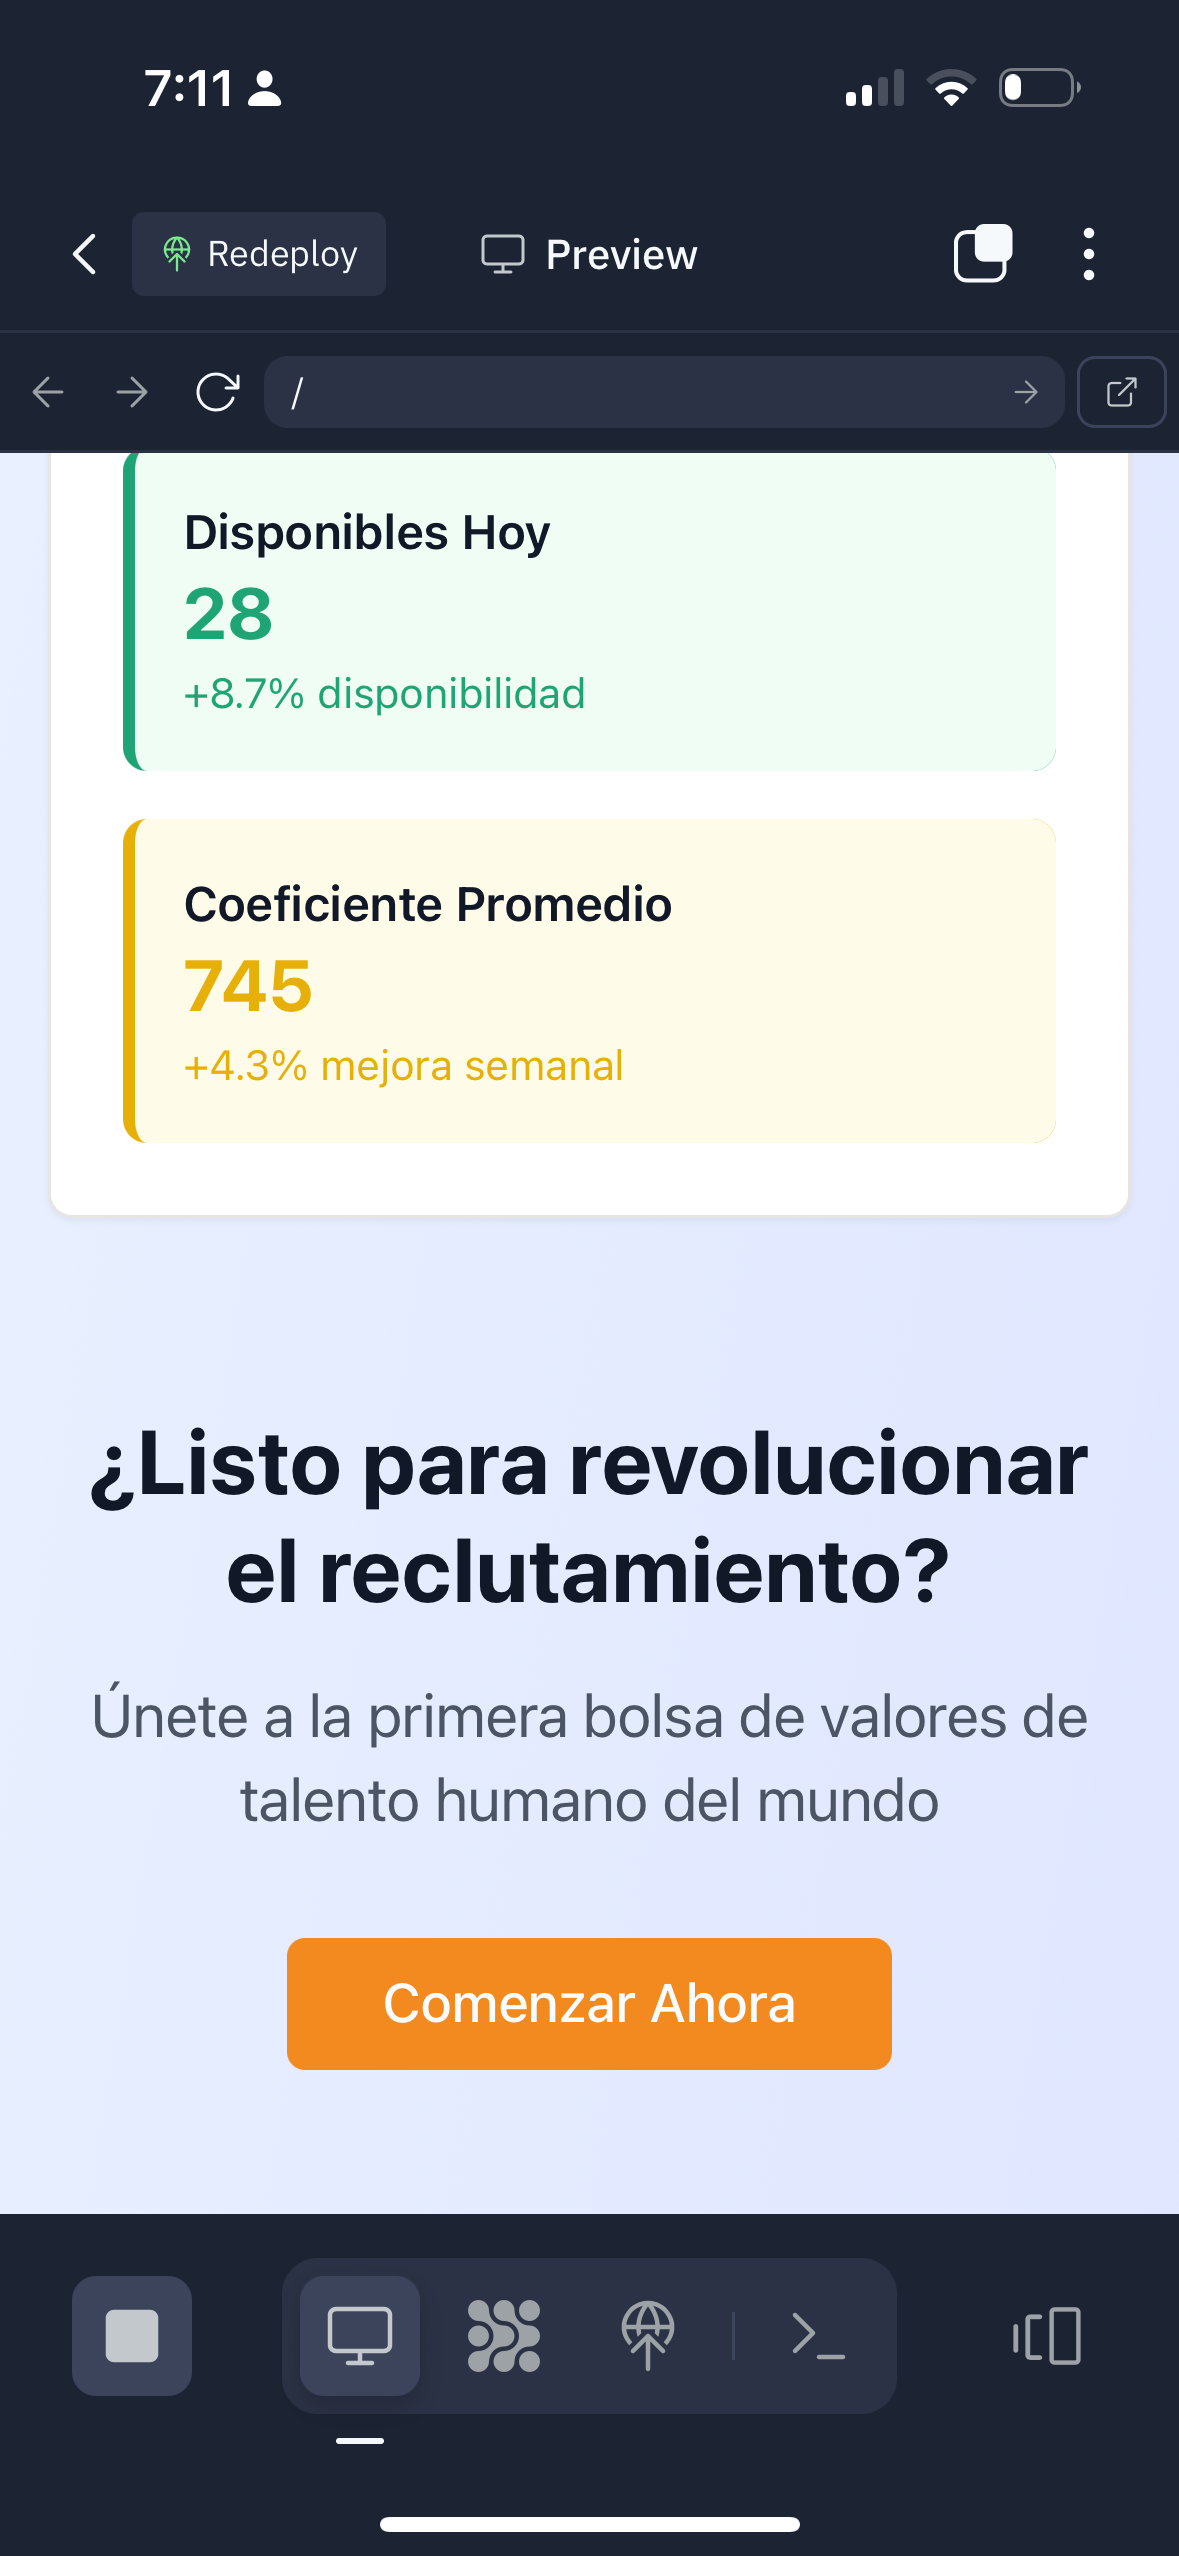 7:11
Redeploy
Preview
/
Disponibles Hoy
28
+8.7% disponibilidad
Coeficiente Promedio
745
+4.3% mejora semanal
¿Listo para revolucionar
el reclutamiento?
Únete a la primera bolsa de valores de
talento humano del mundo
Comenzar Ahora